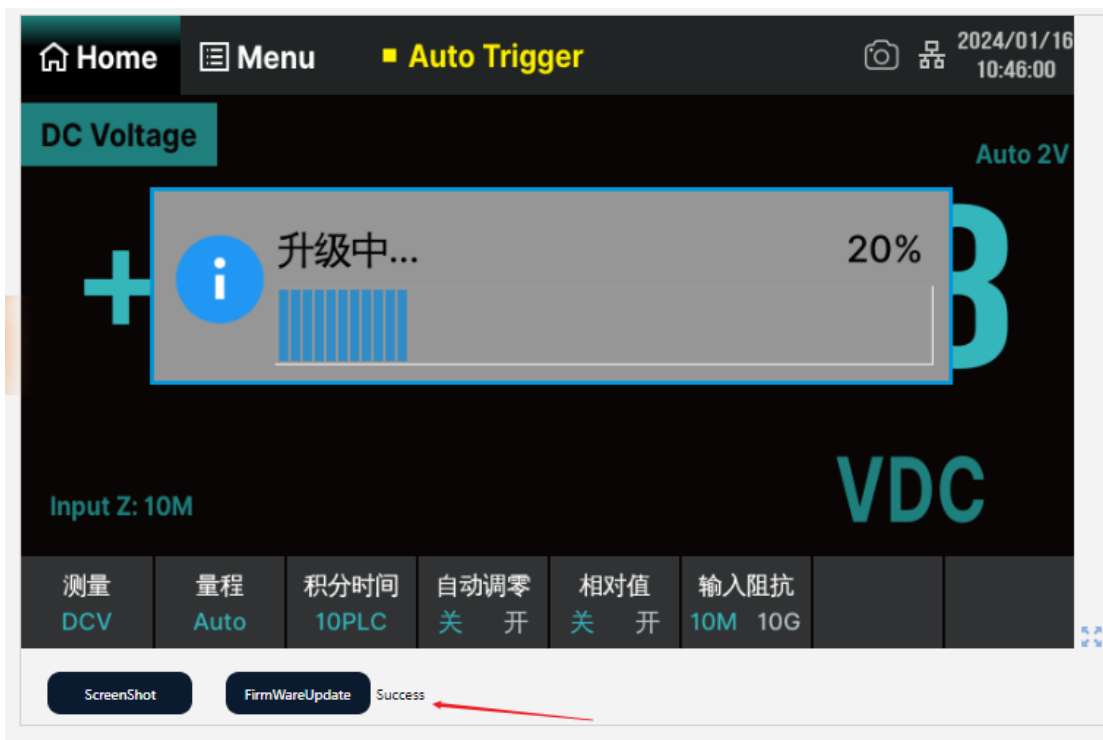 Home Menu Auto Trigger 2024/01/16
10:46:00
DC Voltage
Auto 2V
升级中... 20%
+ 3
VDC
Input Z: 10M
测量 量程 积分时间 自动调零 相对值 输入阻抗
DCV Auto 10PLC 关 开 关 开 10M 10G
ScreenShot FirmWareUpdate Success